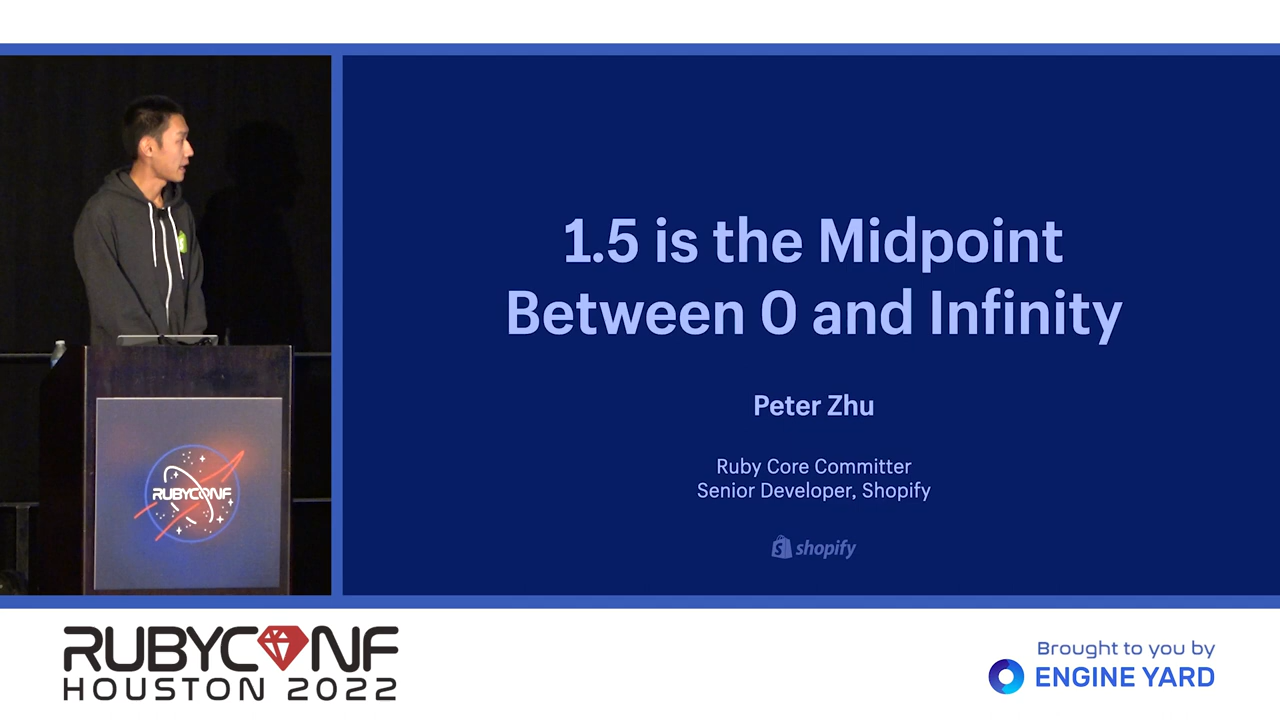 1.5 is the Midpoint
Between 0 and Infinity
Peter Zhu
Ruby Core Committer
Senior Developer, Shopify
shopify
RUBYCONF
RUBYCONF
HOUSTON 2022
Brought to you by
ENGINE YARD